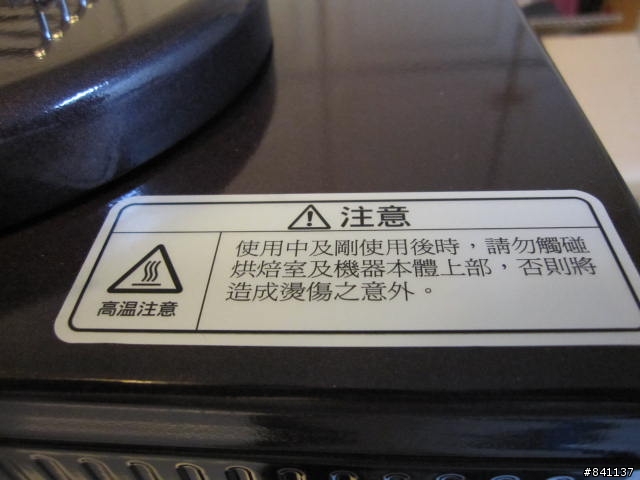 注意
高温注意
使用中及剛使用後時，請勿觸碰
烘焙室及機器本體上部，否則將
造成燙傷之意外。
#841137